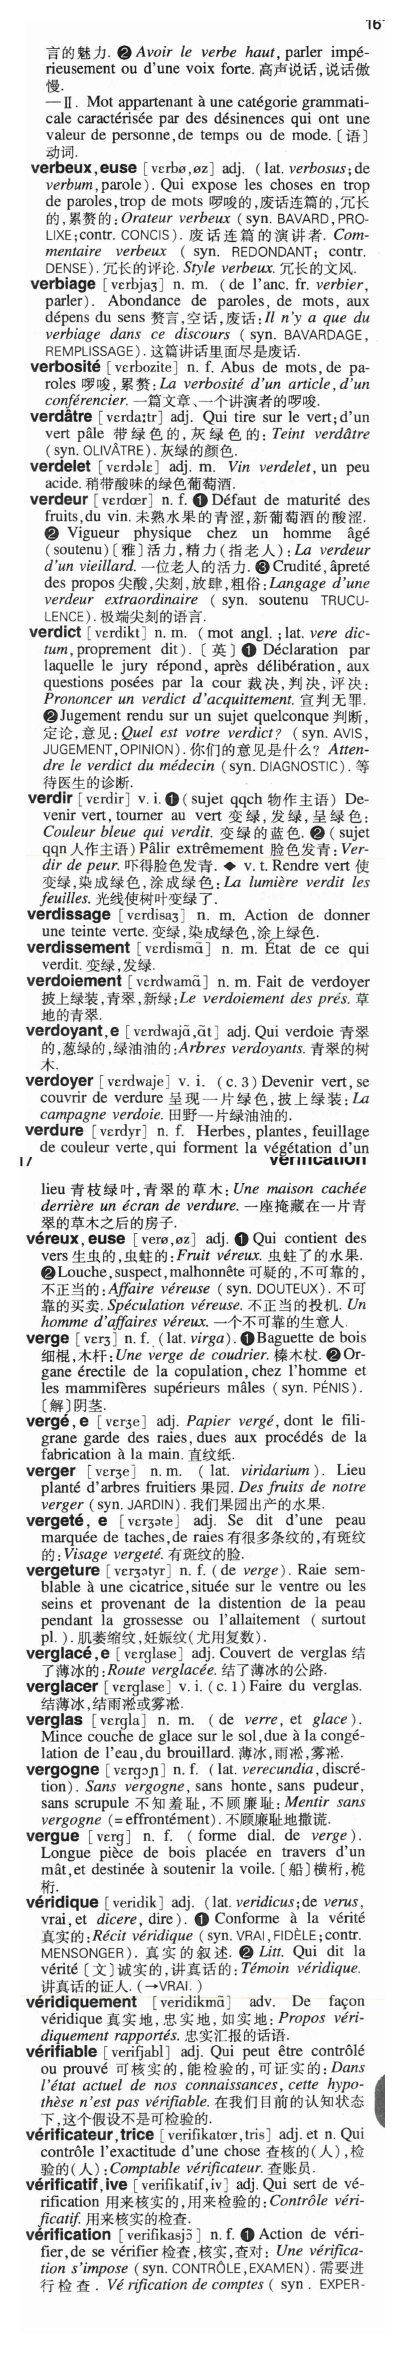 16
言的魅力. ❷ Avoir le verbe haut, parler impé-
rieusement ou d'une voix forte. 高声说话,说话傲
慢.
—Ⅱ. Mot appartenant à une catégorie grammati-
cale caractérisée par des désinences qui ont une
valeur de personne, de temps ou de mode. 〔语〕
动词.
verbeux,euse [vɛrbø,øz] adj. (lat. verbosus; de
verbum, parole). Qui expose les choses en trop
de paroles, trop de mots 啰唆的,废话连篇的,冗长
的,累赘的: Orateur verbeux (syn. BAVARD, PRO-
LIXE; contr. CONCIS). 废话连篇的演讲者. Com-
mentaire verbeux ( syn. REDONDANT; contr.
DENSE). 冗长的评论. Style verbeux. 冗长的文风.
verbiage [vɛrbjaʒ] n. m. (de l'anc. fr. verbier,
parler). Abondance de paroles, de mots, aux
dépens du sens 赘言,空话,废话: Il n'y a que du
verbiage dans ce discours (syn. BAVARDAGE,
REMPLISSAGE). 这篇讲话里面尽是废话.
verbosité [vɛrbozite] n. f. Abus de mots, de pa-
roles 啰唆,累赘: La verbosité d'un article, d'un
conférencier. 一篇文章、一个讲演者的啰唆.
verdâtre [vɛrda:tr] adj. Qui tire sur le vert; d'un
vert pâle 带绿色的,灰绿色的: Teint verdâtre
(syn. OLIVÂTRE). 灰绿的颜色.
verdelet [vɛrdəlɛ] adj. m. Vin verdelet, un peu
acide. 稍带酸味的绿色葡萄酒.
verdeur [vɛrdœr] n. f. ❶ Défaut de maturité des
fruits, du vin. 未熟水果的青涩,新葡萄酒的酸涩.
❷ Vigueur physique chez un homme âgé
(soutenu)〔雅〕活力,精力(指老人): La verdeur
d'un vieillard. 一位老人的活力. ❸ Crudité, âpreté
des propos 尖酸,尖刻,放肆,粗俗: Langage d'une
verdeur extraordinaire ( syn. soutenu TRUCU-
LENCE). 极端尖刻的语言.
verdict [vɛrdikt] n. m. (mot angl. ; lat. vere dic-
tum, proprement dit). 〔英〕❶ Déclaration par
laquelle le jury répond, après délibération, aux
questions posées par la cour 裁决,判决,评决:
Prononcer un verdict d'acquittement. 宣判无罪.
❷ Jugement rendu sur un sujet quelconque 判断,
定论,意见: Quel est votre verdict? (syn. AVIS,
JUGEMENT, OPINION). 你们的意见是什么? Atten-
dre le verdict du médecin (syn. DIAGNOSTIC). 等
待医生的诊断.
verdir [vɛrdir] v. i. ❶ (sujet qqch 物作主语) De-
venir vert, tourner au vert 变绿,发绿,呈绿色:
Couleur bleue qui verdit. 变绿的蓝色. ❷ (sujet
qqn 人作主语) Pâlir extrêmement 脸色发青: Ver-
dir de peur. 吓得脸色发青. ◆ v. t. Rendre vert 使
变绿,染成绿色,涂成绿色: La lumière verdit les
feuilles. 光线使树叶变绿了.
verdissage [vɛrdisaʒ] n. m. Action de donner
une teinte verte. 变绿,染成绿色,涂上绿色.
verdissement [vɛrdismɑ̃] n. m. État de ce qui
verdit. 变绿,发绿.
verdoiement [vɛrdwamɑ̃] n. m. Fait de verdoyer
披上绿装,青翠,新绿: Le verdoiement des prés. 草
地的青翠.
verdoyant,e [vɛrdwajɑ̃,ɑ̃t] adj. Qui verdoie 青翠
的,葱绿的,绿油油的: Arbres verdoyants. 青翠的树
木.
verdoyer [vɛrdwaje] v. i. (c. 3) Devenir vert, se
couvrir de verdure 呈现一片绿色,披上绿装: La
campagne verdoie. 田野一片绿油油的.
verdure [vɛrdyr] n. f. Herbes, plantes, feuillage
de couleur verte, qui forment la végétation d'un
17 vérification
lieu 青枝绿叶,青翠的草木: Une maison cachée
derrière un écran de verdure. 一座掩藏在一片青
翠的草木之后的房子.
véreux,euse [verø,øz] adj. ❶ Qui contient des
vers 生虫的,虫蛀的: Fruit véreux. 虫蛀了的水果.
❷ Louche, suspect, malhonnête 可疑的,不可靠的,
不正当的: Affaire véreuse (syn. DOUTEUX). 不可
靠的买卖. Spéculation véreuse. 不正当的投机. Un
homme d'affaires véreux. 一个不可靠的生意人.
verge [vɛrʒ] n. f. (lat. virga). ❶ Baguette de bois
细棍,木杆: Une verge de coudrier. 榛木杖. ❷ Or-
gane érectile de la copulation, chez l'homme et
les mammifères supérieurs mâles (syn. PÉNIS).
〔解〕阴茎.
vergé,e [vɛrʒe] adj. Papier vergé, dont le fili-
grane garde des raies, dues aux procédés de la
fabrication à la main. 直纹纸.
verger [vɛrʒe] n.m. (lat. viridarium). Lieu
planté d'arbres fruitiers 果园. Des fruits de notre
verger (syn. JARDIN). 我们果园出产的水果.
vergeté,e [vɛrʒəte] adj. Se dit d'une peau
marquée de taches, de raies 有很多条纹的,有斑纹
的: Visage vergeté. 有斑纹的脸.
vergeture [vɛrʒətyr] n. f. (de verge). Raie sem-
blable à une cicatrice, située sur le ventre ou les
seins et provenant de la distention de la peau
pendant la grossesse ou l'allaitement ( surtout
pl. ). 肌萎缩纹,妊娠纹(尤用复数).
verglacé,e [vɛrglase] adj. Couvert de verglas 结
了薄冰的: Route verglacée. 结了薄冰的公路.
verglacer [vɛrglase] v. i. (c. 1) Faire du verglas.
结薄冰,结雨凇或雾凇.
verglas [vɛrgla] n. m. (de verre, et glace).
Mince couche de glace sur le sol, due à la congé-
lation de l'eau, du brouillard. 薄冰,雨凇,雾凇.
vergogne [vɛrgɔɲ] n. f. (lat. verecundia, discré-
tion). Sans vergogne, sans honte, sans pudeur,
sans scrupule 不知羞耻,不顾廉耻: Mentir sans
vergogne (= effrontément). 不顾廉耻地撒谎.
vergue [vɛrg] n. f. (forme dial. de verge).
Longue pièce de bois placée en travers d'un
mât, et destinée à soutenir la voile. 〔船〕横桁,桅
桁.
véridique [veridik] adj. (lat. veridicus; de verus,
vrai, et dicere, dire). ❶ Conforme à la vérité
真实的: Récit véridique (syn. VRAI, FIDÈLE; contr.
MENSONGER). 真实的叙述. ❷ Litt. Qui dit la
vérité〔文〕诚实的,讲真话的: Témoin véridique.
讲真话的证人. (→VRAI. )
véridiquement [veridikmɑ̃] adv. De façon
véridique 真实地,忠实地,如实地: Propos véri-
diquement rapportés. 忠实汇报的话语.
vérifiable [verifjabl] adj. Qui peut être contrôlé
ou prouvé 可核实的,能检验的,可证实的: Dans
l'état actuel de nos connaissances, cette hypo-
thèse n'est pas vérifiable. 在我们目前的认知状态
下,这个假设不是可检验的.
vérificateur,trice [verifikatœr,tris] adj. et n. Qui
contrôle l'exactitude d'une chose 查核的(人),检
验的(人): Comptable vérificateur. 查账员.
vérificatif,ive [verifikatif,iv] adj. Qui sert de vé-
rification 用来核实的,用来检验的: Contrôle véri-
ficatif. 用来核实的检查.
vérification [verifikasjɔ̃] n. f. ❶ Action de véri-
fier, de se vérifier 检查,核实,查对: Une vérifica-
tion s'impose (syn. CONTRÔLE, EXAMEN). 需要进
行检查. Vé rification de comptes ( syn. EXPER-